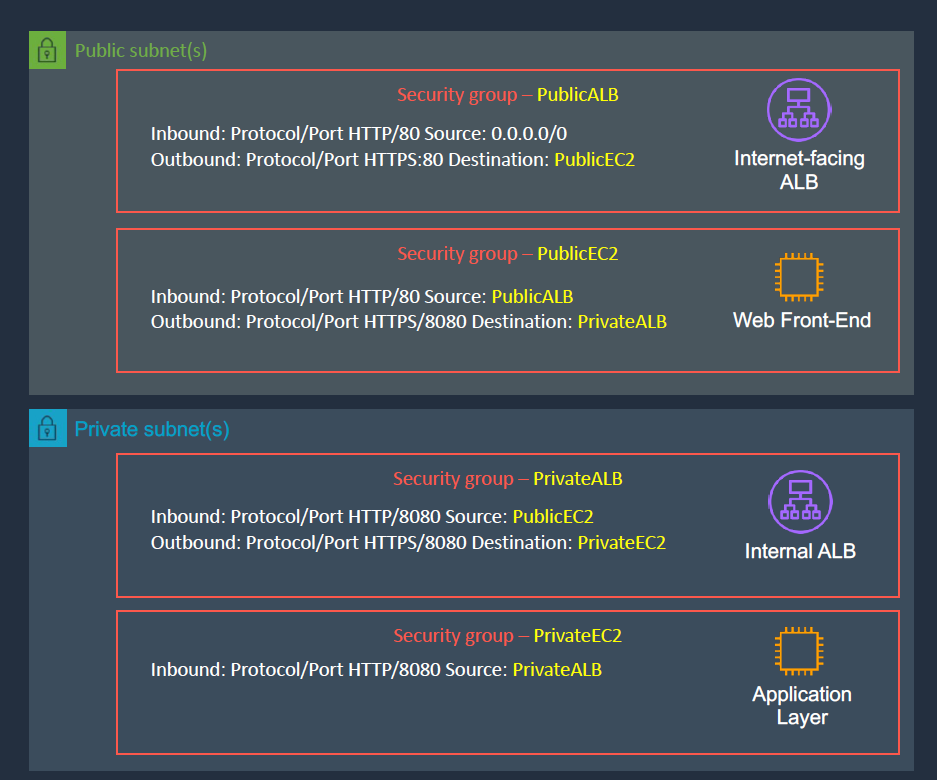 Public subnet(s)
Security group – PublicALB
Inbound: Protocol/Port HTTP/80 Source: 0.0.0.0/0
Outbound: Protocol/Port HTTPS:80 Destination: PublicEC2
Internet-facing
ALB
Security group – PublicEC2
Inbound: Protocol/Port HTTP/80 Source: PublicALB
Outbound: Protocol/Port HTTPS/8080 Destination: PrivateALB
Web Front-End
Private subnet(s)
Security group – PrivateALB
Inbound: Protocol/Port HTTP/8080 Source: PublicEC2
Outbound: Protocol/Port HTTPS/8080 Destination: PrivateEC2
Internal ALB
Security group – PrivateEC2
Inbound: Protocol/Port HTTP/8080 Source: PrivateALB
Application
Layer